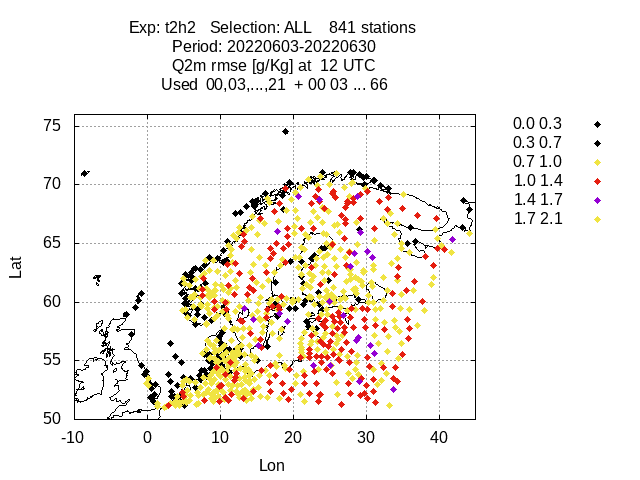 Exp: t2h2 Selection: ALL 841 stations
Period: 20220603-20220630
Q2m rmse [g/Kg] at 12 UTC
Used 00,03,...,21 + 00 03 ... 66
75
70
65
60
55
50
-10 0 10 20 30 40
Lat
Lon
0.0 0.3
0.3 0.7
0.7 1.0
1.0 1.4
1.4 1.7
1.7 2.1